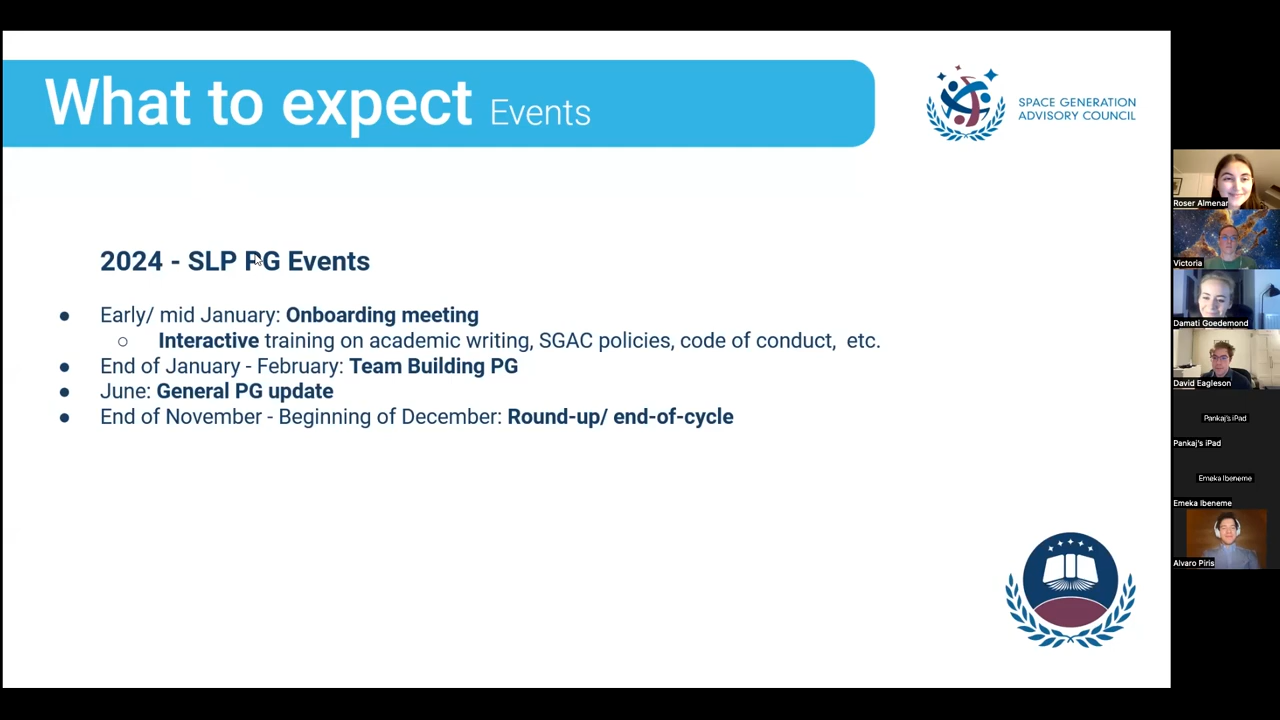 What to expect Events
SPACE GENERATION
ADVISORY COUNCIL
2024 - SLP PG Events
● Early/ mid January: Onboarding meeting
○ Interactive training on academic writing, SGAC policies, code of conduct, etc.
● End of January - February: Team Building PG
● June: General PG update
● End of November - Beginning of December: Round-up/ end-of-cycle
Roser Almenar
Victoria
Damati Goedemond
David Eagleson
Pankaj's iPad
Pankaj's iPad
Emeka Ibeneme
Emeka Ibeneme
Alvaro Piris